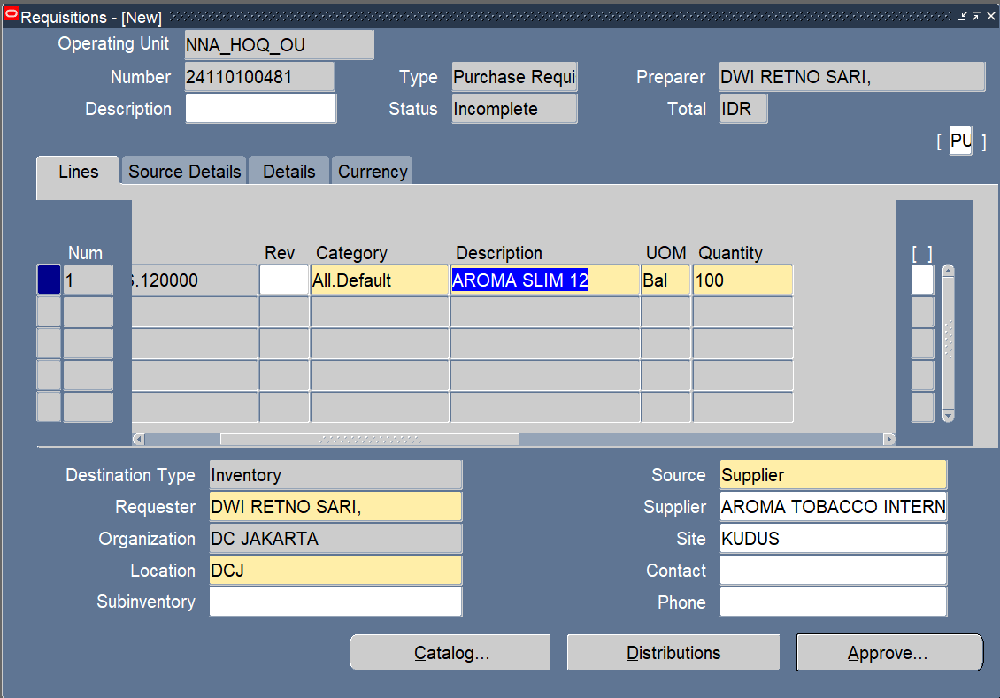 Requisitions - [New]
Operating Unit NNA_HOQ_OU
Number 24110100481 Type Purchase Requi Preparer DWI RETNO SARI,
Description Status Incomplete Total IDR
[ PU ]
Lines Source Details Details Currency
Num Rev Category Description UOM Quantity [ ]
1 S.120000 All.Default AROMA SLIM 12 Bal 100
Destination Type Inventory Source Supplier
Requester DWI RETNO SARI, Supplier AROMA TOBACCO INTERN
Organization DC JAKARTA Site KUDUS
Location DCJ Contact
Subinventory Phone
Catalog... Distributions Approve...